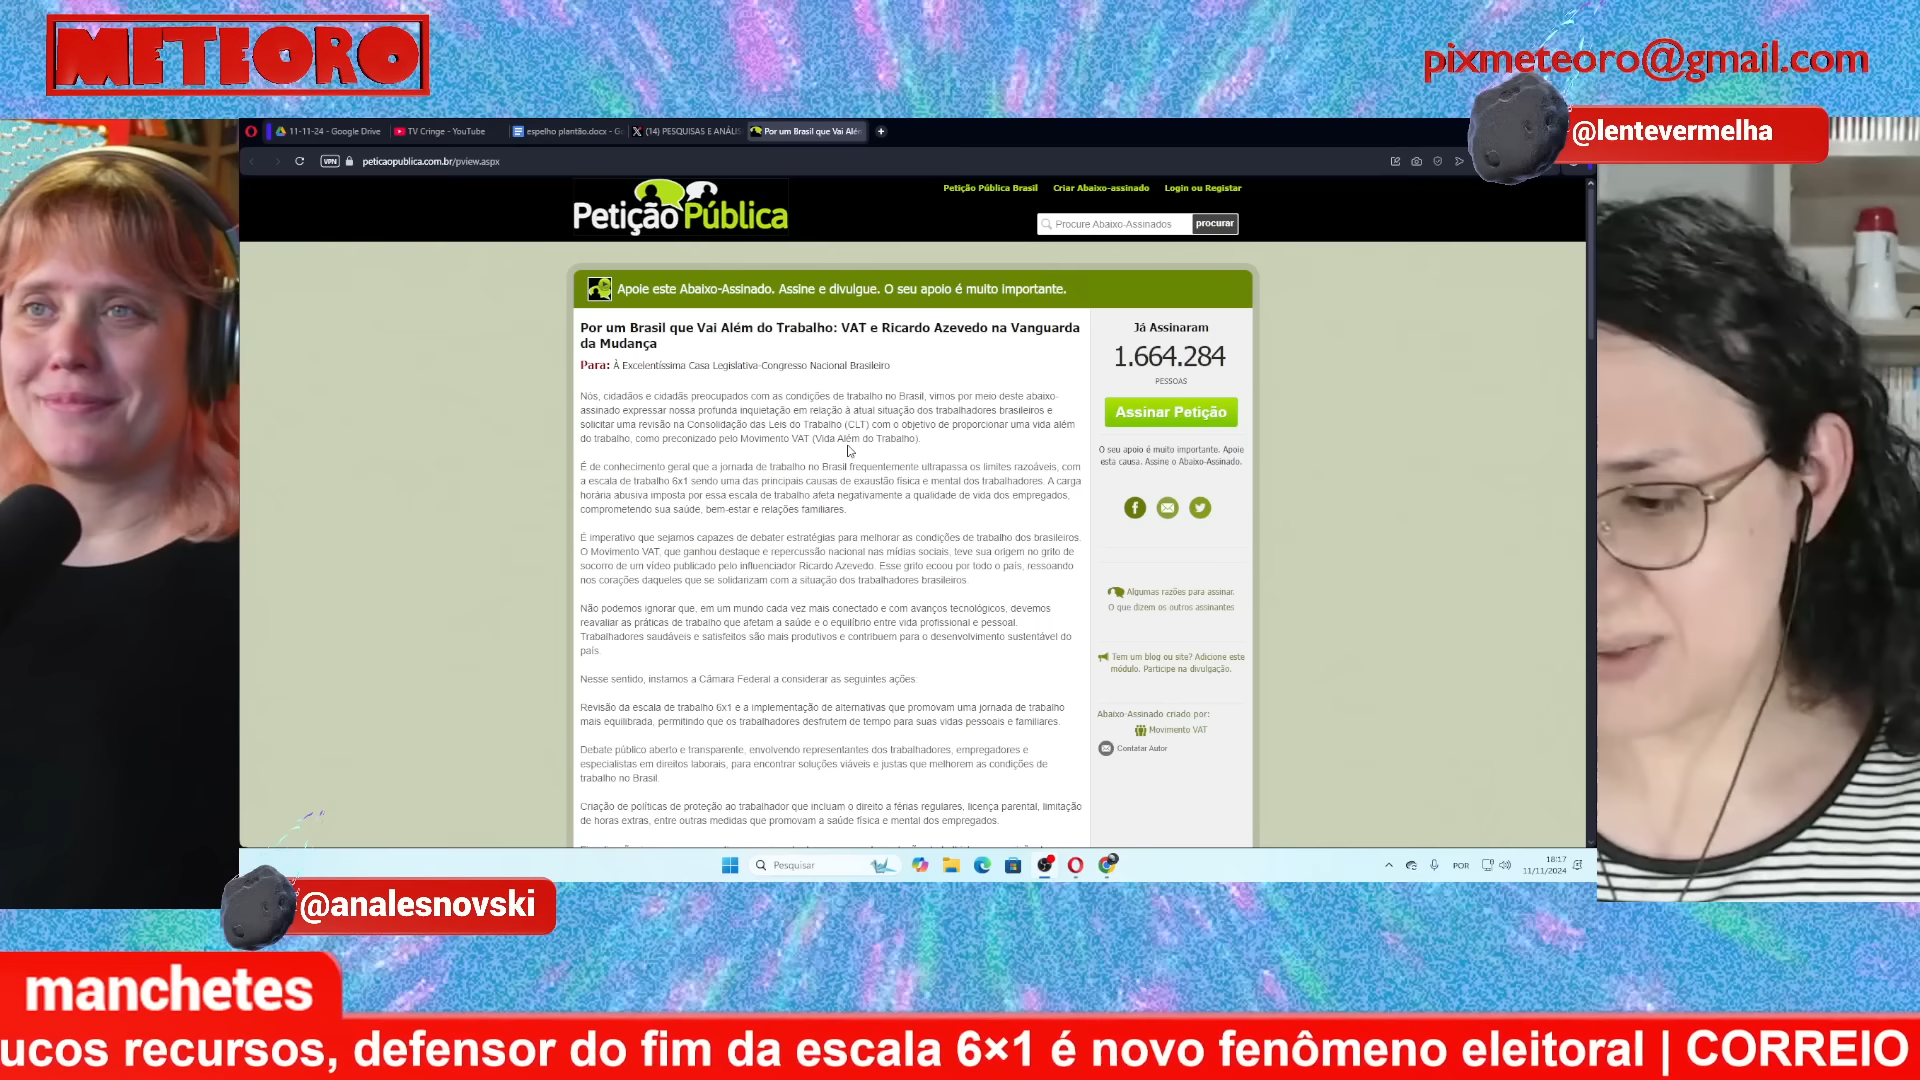 METEORO
pixmeteoro@gmail.com
@lentevermelha
11-11-24 - Google Drive
TV Cringe - YouTube
espelho plantão.docx - Go
(14) PESQUISAS E ANÁLIS
Por um Brasil que Vai Alé
VPN
peticaopublica.com.br/pview.aspx
PetiçãoPública
Petição Pública Brasil
Criar Abaixo-assinado
Login ou Registar
Procure Abaixo-Assinados
procurar
Apoie este Abaixo-Assinado. Assine e divulgue. O seu apoio é muito importante.
Por um Brasil que Vai Além do Trabalho: VAT e Ricardo Azevedo na Vanguarda
da Mudança
Para: À Excelentíssima Casa Legislativa-Congresso Nacional Brasileiro
Nós, cidadãos e cidadãs preocupados com as condições de trabalho no Brasil, vimos por meio deste abaixo-
assinado expressar nossa profunda inquietação em relação à atual situação dos trabalhadores brasileiros e
solicitar uma revisão na Consolidação das Leis do Trabalho (CLT) com o objetivo de proporcionar uma vida além
do trabalho, como preconizado pelo Movimento VAT (Vida Além do Trabalho).
É de conhecimento geral que a jornada de trabalho no Brasil frequentemente ultrapassa os limites razoáveis, com
a escala de trabalho 6x1 sendo uma das principais causas de exaustão física e mental dos trabalhadores. A carga
horária abusiva imposta por essa escala de trabalho afeta negativamente a qualidade de vida dos empregados,
comprometendo sua saúde, bem-estar e relações familiares.
É imperativo que sejamos capazes de debater estratégias para melhorar as condições de trabalho dos brasileiros.
O Movimento VAT, que ganhou destaque e repercussão nacional nas mídias sociais, teve sua origem no grito de
socorro de um vídeo publicado pelo influenciador Ricardo Azevedo. Esse grito ecoou por todo o país, ressoando
nos corações daqueles que se solidarizam com a situação dos trabalhadores brasileiros.
Não podemos ignorar que, em um mundo cada vez mais conectado e com avanços tecnológicos, devemos
reavaliar as práticas de trabalho que afetam a saúde e o equilíbrio entre vida profissional e pessoal.
Trabalhadores saudáveis e satisfeitos são mais produtivos e contribuem para o desenvolvimento sustentável do
país.
Nesse sentido, instamos a Câmara Federal a considerar as seguintes ações:
Revisão da escala de trabalho 6x1 e a implementação de alternativas que promovam uma jornada de trabalho
mais equilibrada, permitindo que os trabalhadores desfrutem de tempo para suas vidas pessoais e familiares.
Debate público aberto e transparente, envolvendo representantes dos trabalhadores, empregadores e
especialistas em direitos laborais, para encontrar soluções viáveis e justas que melhorem as condições de
trabalho no Brasil.
Criação de políticas de proteção ao trabalhador que incluam o direito a férias regulares, licença parental, limitação
de horas extras, entre outras medidas que promovam a saúde física e mental dos empregados.
Já Assinaram
1.664.284
PESSOAS
Assinar Petição
O seu apoio é muito importante. Apoie
esta causa. Assine o Abaixo-Assinado.
Algumas razões para assinar.
O que dizem os outros assinantes
Tem um blog ou site? Adicione este
módulo. Participe na divulgação.
Abaixo-Assinado criado por:
Movimento VAT
Contatar Autor
Pesquisar
POR
18:17
11/11/2024
@analesnovski
manchetes
ucos recursos, defensor do fim da escala 6×1 é novo fenômeno eleitoral | CORREIO